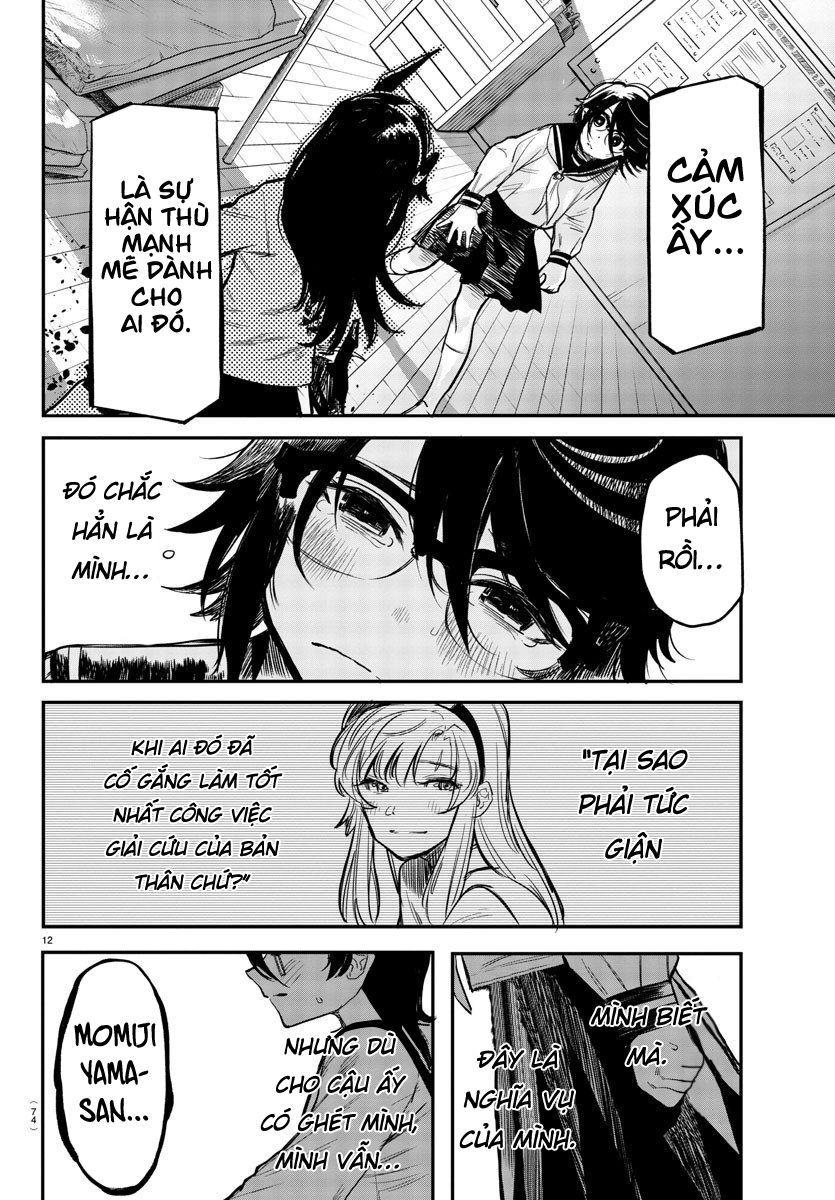 CẢM
XÚC
ẤY...
LÀ SỰ
HẬN THÙ
MẠNH
MẼ DÀNH
CHO
AI ĐÓ.
PHẢI
RỒI...
ĐÓ CHẮC
HẲN LÀ
MÌNH...
"TẠI SAO
PHẢI TỨC
GIẬN
KHI AI ĐÓ ĐÃ
CỐ GẮNG LÀM TỐT
NHẤT CÔNG VIỆC
GIẢI CỨU CỦA BẢN
THÂN CHỨ?"
12
MÌNH BIẾT
MÀ.
ĐÂY LÀ
NGHĨA VỤ
CỦA MÌNH.
NHƯNG DÙ
CHO CẬU ẤY
CÓ GHÉT MÌNH,
MÌNH VẪN...
MOMIJI
YAMA-
SAN...
(74)